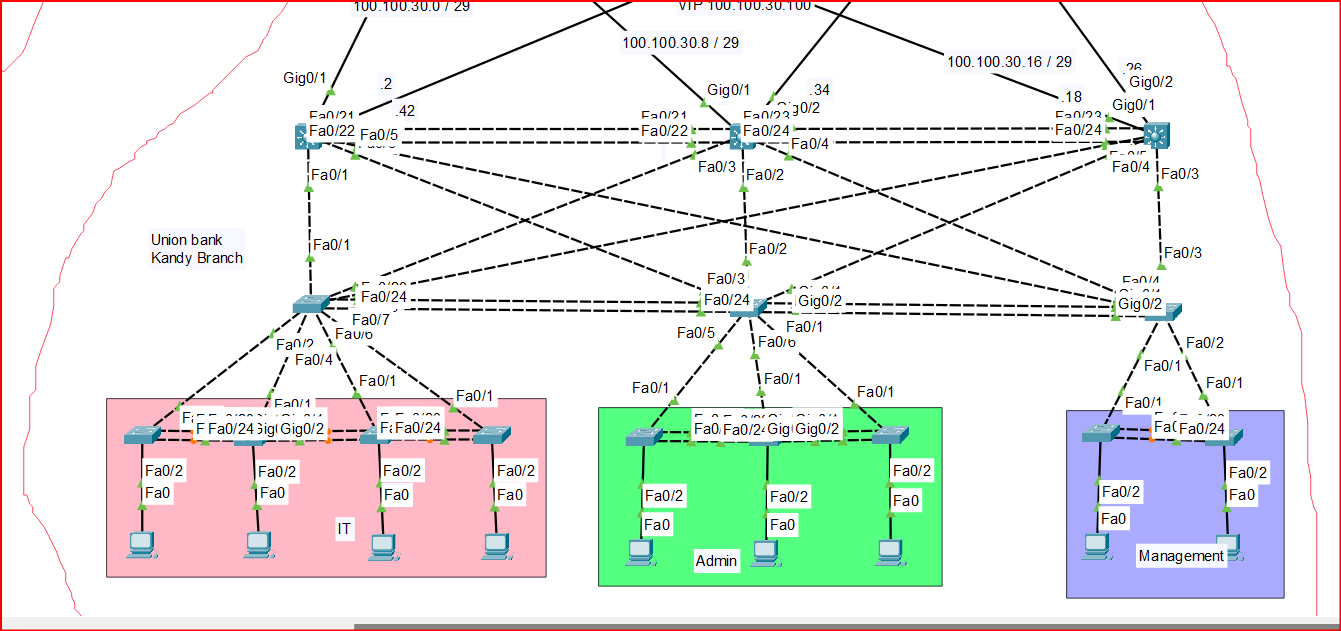 100.100.30.0 / 29
VIP 100.100.30.100
100.100.30.8 / 29
100.100.30.16 / 29
Gig0/1
.2
Gig0/1
.34
.26
Gig0/2
.42
.18
Gig0/1
Fa0/21
Fa0/22
Fa0/5
Fa0/21
Fa0/22
Fa0/23
Fa0/24
Gig0/2
Fa0/4
Fa0/3
Fa0/23
Fa0/24
Fa0/4
Fa0/1
Fa0/2
Fa0/3
Union bank
Kandy Branch
Fa0/1
Fa0/2
Fa0/3
Fa0/24
Fa0/7
Fa0/6
Fa0/2
Fa0/4
Fa0/3
Fa0/24
Gig0/2
Fa0/1
Fa0/5
Fa0/6
Fa0/4
Gig0/2
Fa0/2
Fa0/1
Fa0/1
Fa0/1
Fa0/1
Fa0/1
Fa0/1
Fa0/1
Fa0/1
Fa0/1
Fa0/24
Gig0/2
Fa0/24
Fa0/24
Gig0/2
Fa0/24
Fa0/2
Fa0
Fa0/2
Fa0
Fa0/2
Fa0
Fa0/2
Fa0
Fa0/2
Fa0
Fa0/2
Fa0
Fa0/2
Fa0
Fa0/2
Fa0
Fa0/2
Fa0
IT
Admin
Management